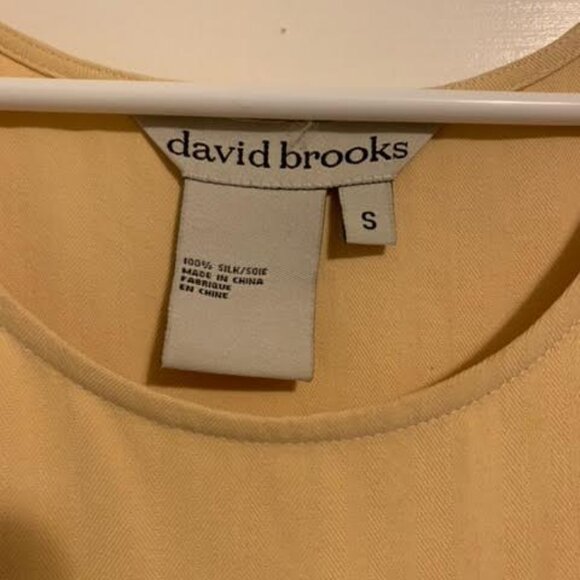 david brooks
S
100% SILK/SOIE
MADE IN CHINA
FABRIQUE
EN CHINE